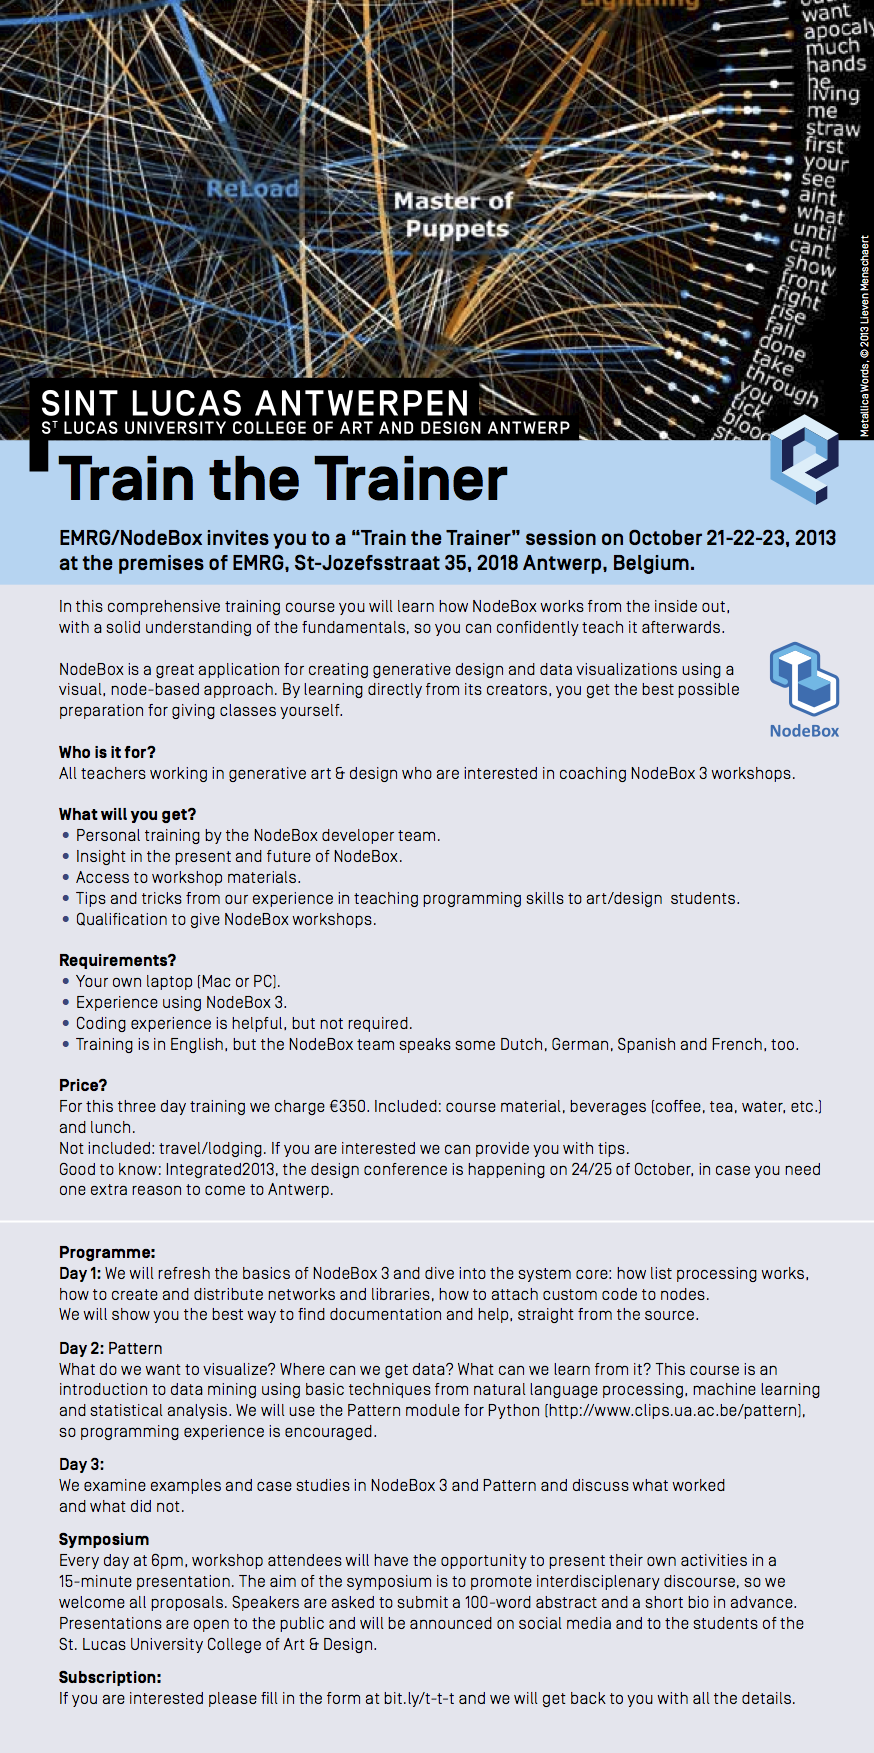 Lightning
want
apocaly
much
hands
he
living
me
straw
first
your
see
aint
what
until
cant
show
front
fight
rise
fall
done
take
through
you
tick
blood
ReLoad
Master of
Puppets
MetallicaWords, © 2013 Lieven Menschaert
SINT LUCAS ANTWERPEN
ST LUCAS UNIVERSITY COLLEGE OF ART AND DESIGN ANTWERP
Train the Trainer
EMRG/NodeBox invites you to a “Train the Trainer” session on October 21-22-23, 2013
at the premises of EMRG, St-Jozefsstraat 35, 2018 Antwerp, Belgium.
In this comprehensive training course you will learn how NodeBox works from the inside out,
with a solid understanding of the fundamentals, so you can confidently teach it afterwards.
NodeBox is a great application for creating generative design and data visualizations using a
visual, node-based approach. By learning directly from its creators, you get the best possible
preparation for giving classes yourself.
NodeBox
Who is it for?
All teachers working in generative art & design who are interested in coaching NodeBox 3 workshops.
What will you get?
• Personal training by the NodeBox developer team.
• Insight in the present and future of NodeBox.
• Access to workshop materials.
• Tips and tricks from our experience in teaching programming skills to art/design students.
• Qualification to give NodeBox workshops.
Requirements?
• Your own laptop (Mac or PC).
• Experience using NodeBox 3.
• Coding experience is helpful, but not required.
• Training is in English, but the NodeBox team speaks some Dutch, German, Spanish and French, too.
Price?
For this three day training we charge €350. Included: course material, beverages (coffee, tea, water, etc.)
and lunch.
Not included: travel/lodging. If you are interested we can provide you with tips.
Good to know: Integrated2013, the design conference is happening on 24/25 of October, in case you need
one extra reason to come to Antwerp.
Programme:
Day 1: We will refresh the basics of NodeBox 3 and dive into the system core: how list processing works,
how to create and distribute networks and libraries, how to attach custom code to nodes.
We will show you the best way to find documentation and help, straight from the source.
Day 2: Pattern
What do we want to visualize? Where can we get data? What can we learn from it? This course is an
introduction to data mining using basic techniques from natural language processing, machine learning
and statistical analysis. We will use the Pattern module for Python (http://www.clips.ua.ac.be/pattern),
so programming experience is encouraged.
Day 3:
We examine examples and case studies in NodeBox 3 and Pattern and discuss what worked
and what did not.
Symposium
Every day at 6pm, workshop attendees will have the opportunity to present their own activities in a
15-minute presentation. The aim of the symposium is to promote interdisciplenary discourse, so we
welcome all proposals. Speakers are asked to submit a 100-word abstract and a short bio in advance.
Presentations are open to the public and will be announced on social media and to the students of the
St. Lucas University College of Art & Design.
Subscription:
If you are interested please fill in the form at bit.ly/t-t-t and we will get back to you with all the details.